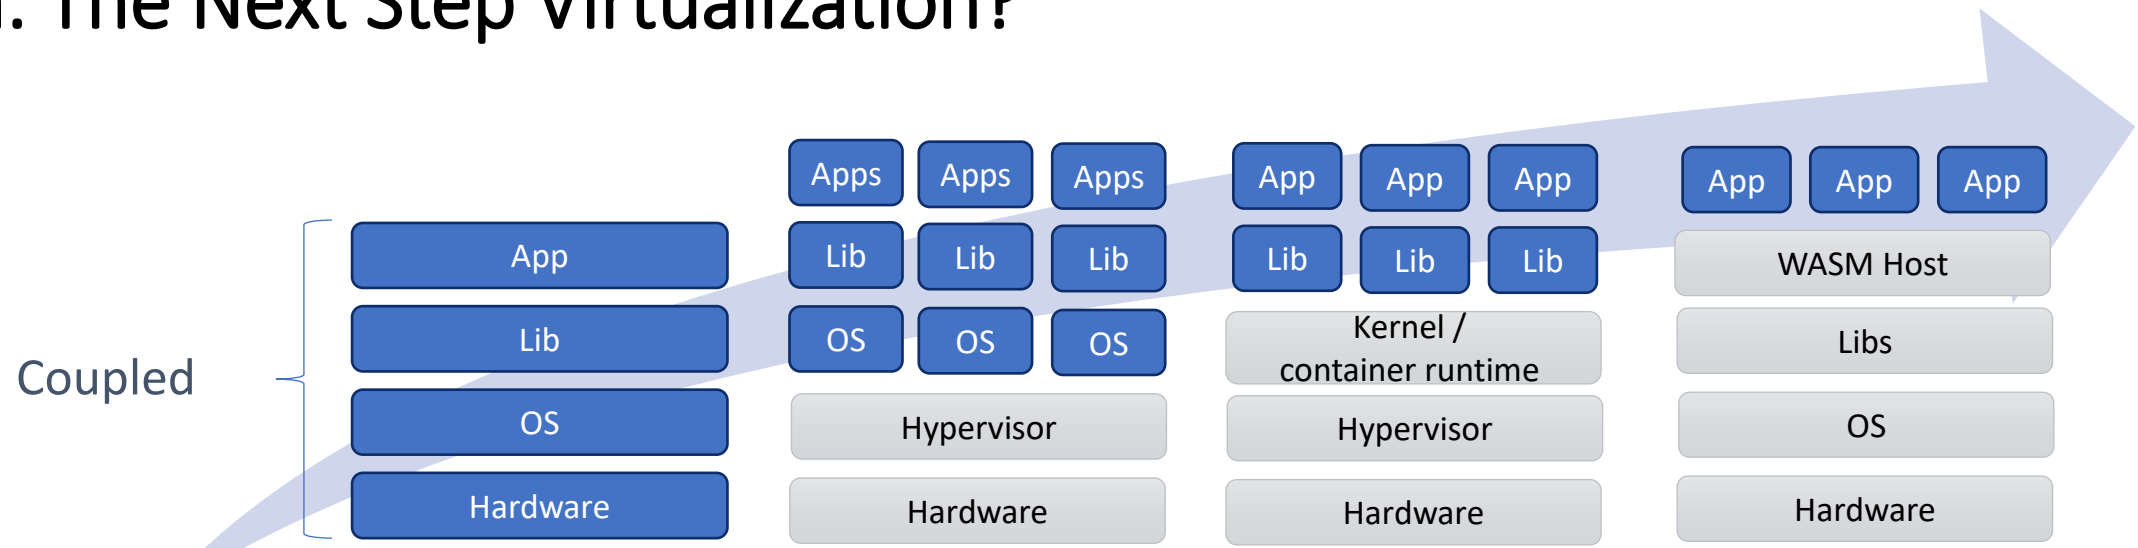 The Next Step Virtualization?
Coupled
App
Lib
OS
Hardware
Apps Apps Apps
Lib Lib Lib
OS OS OS
Hypervisor
Hardware
App App App
Lib Lib Lib
Kernel /
container runtime
Hypervisor
Hardware
App App App
WASM Host
Libs
OS
Hardware